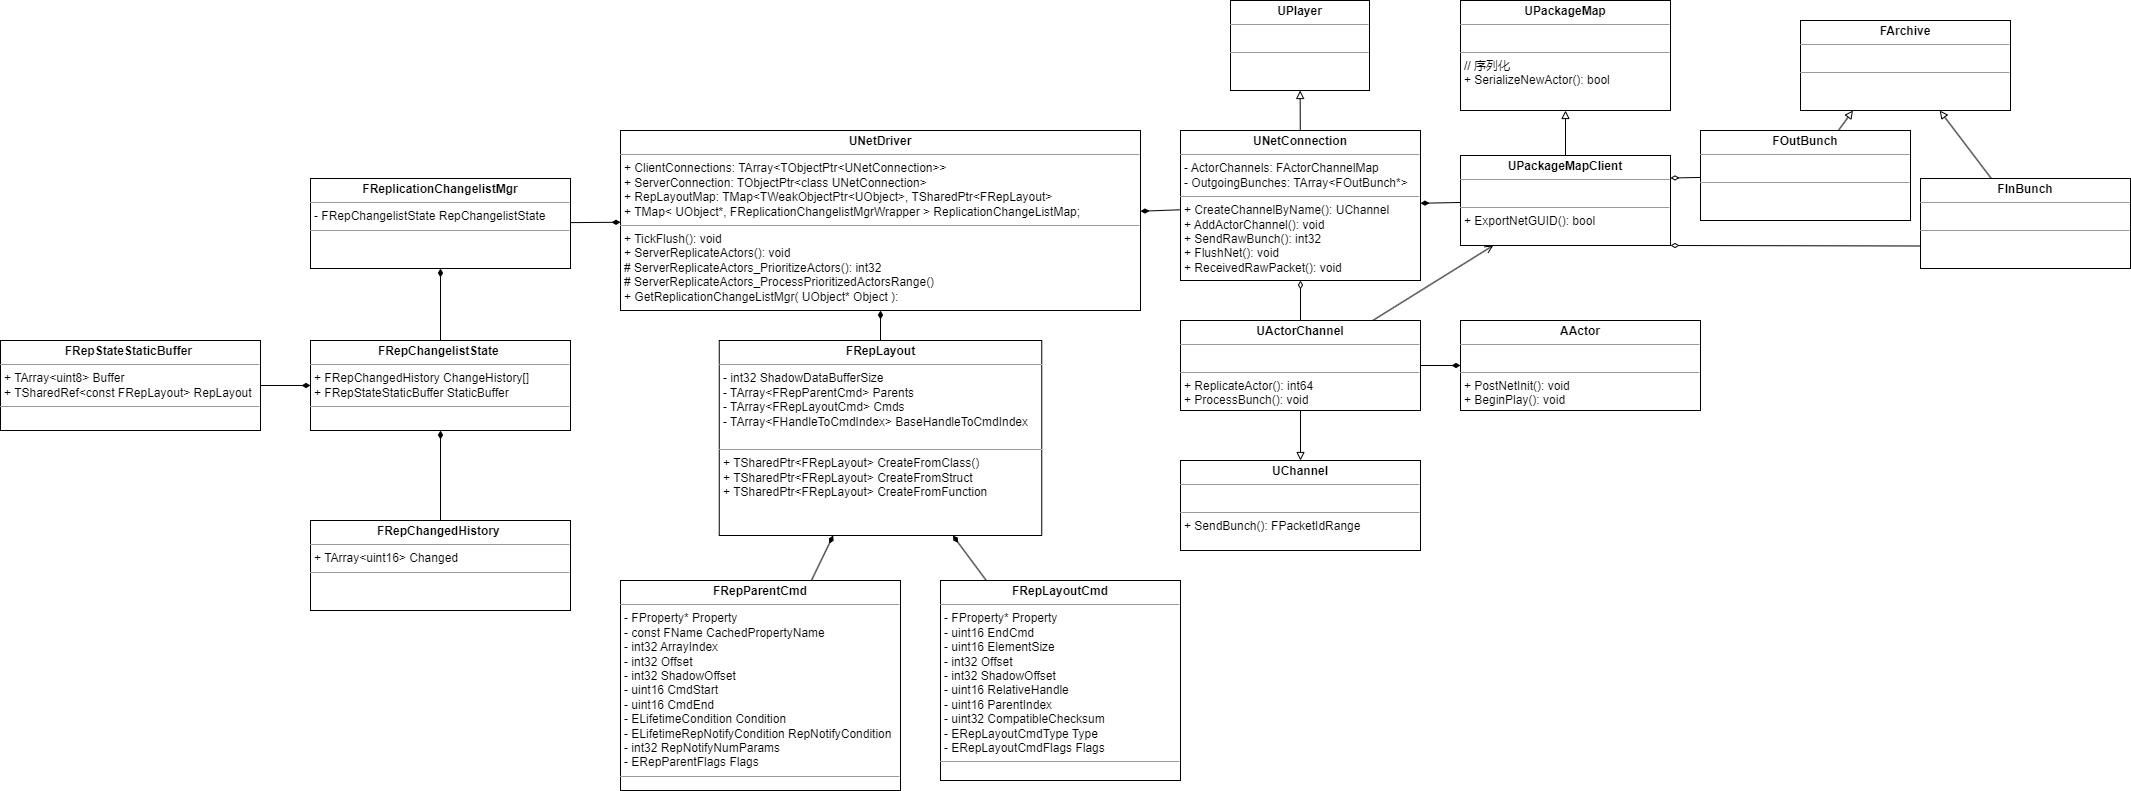 UPlayer
UPackageMap
// 序列化
+ SerializeNewActor(): bool
FArchive
UNetDriver
+ ClientConnections: TArray<TObjectPtr<UNetConnection>>
+ ServerConnection: TObjectPtr<class UNetConnection>
+ RepLayoutMap: TMap<TWeakObjectPtr<UObject>, TSharedPtr<FRepLayout>
+ TMap< UObject*, FReplicationChangelistMgrWrapper > ReplicationChangeListMap;
+ TickFlush(): void
+ ServerReplicateActors(): void
# ServerReplicateActors_PrioritizeActors(): int32
# ServerReplicateActors_ProcessPrioritizedActorsRange()
+ GetReplicationChangeListMgr( UObject* Object ):
UNetConnection
- ActorChannels: FActorChannelMap
- OutgoingBunches: TArray<FOutBunch*>
+ CreateChannelByName(): UChannel
+ AddActorChannel(): void
+ SendRawBunch(): int32
+ FlushNet(): void
+ ReceivedRawPacket(): void
UPackageMapClient
+ ExportNetGUID(): bool
FOutBunch
FInBunch
FReplicationChangelistMgr
- FRepChangelistState RepChangelistState
FRepStateStaticBuffer
+ TArray<uint8> Buffer
+ TSharedRef<const FRepLayout> RepLayout
FRepChangelistState
+ FRepChangedHistory ChangeHistory[]
+ FRepStateStaticBuffer StaticBuffer
FRepLayout
- int32 ShadowDataBufferSize
- TArray<FRepParentCmd> Parents
- TArray<FRepLayoutCmd> Cmds
- TArray<FHandleToCmdIndex> BaseHandleToCmdIndex
+ TSharedPtr<FRepLayout> CreateFromClass()
+ TSharedPtr<FRepLayout> CreateFromStruct
+ TSharedPtr<FRepLayout> CreateFromFunction
UActorChannel
+ ReplicateActor(): int64
+ ProcessBunch(): void
AActor
+ PostNetInit(): void
+ BeginPlay(): void
UChannel
+ SendBunch(): FPacketIdRange
FRepChangedHistory
+ TArray<uint16> Changed
FRepParentCmd
- FProperty* Property
- const FName CachedPropertyName
- int32 ArrayIndex
- int32 Offset
- int32 ShadowOffset
- uint16 CmdStart
- uint16 CmdEnd
- ELifetimeCondition Condition
- ELifetimeRepNotifyCondition RepNotifyCondition
- int32 RepNotifyNumParams
- ERepParentFlags Flags
FRepLayoutCmd
- FProperty* Property
- uint16 EndCmd
- uint16 ElementSize
- int32 Offset
- int32 ShadowOffset
- uint16 RelativeHandle
- uint16 ParentIndex
- uint32 CompatibleChecksum
- ERepLayoutCmdType Type
- ERepLayoutCmdFlags Flags